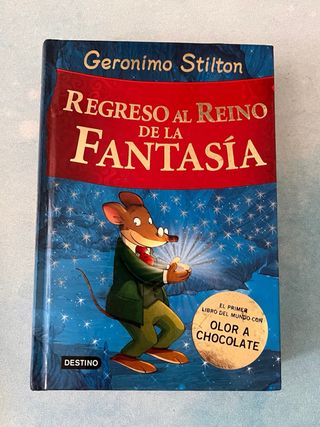 Geronimo Stilton
REGRESO AL REINO
DE LA
FANTASÍA
EL PRIMER
LIBRO DEL MUNDO CON
OLOR A
CHOCOLATE
DESTINO